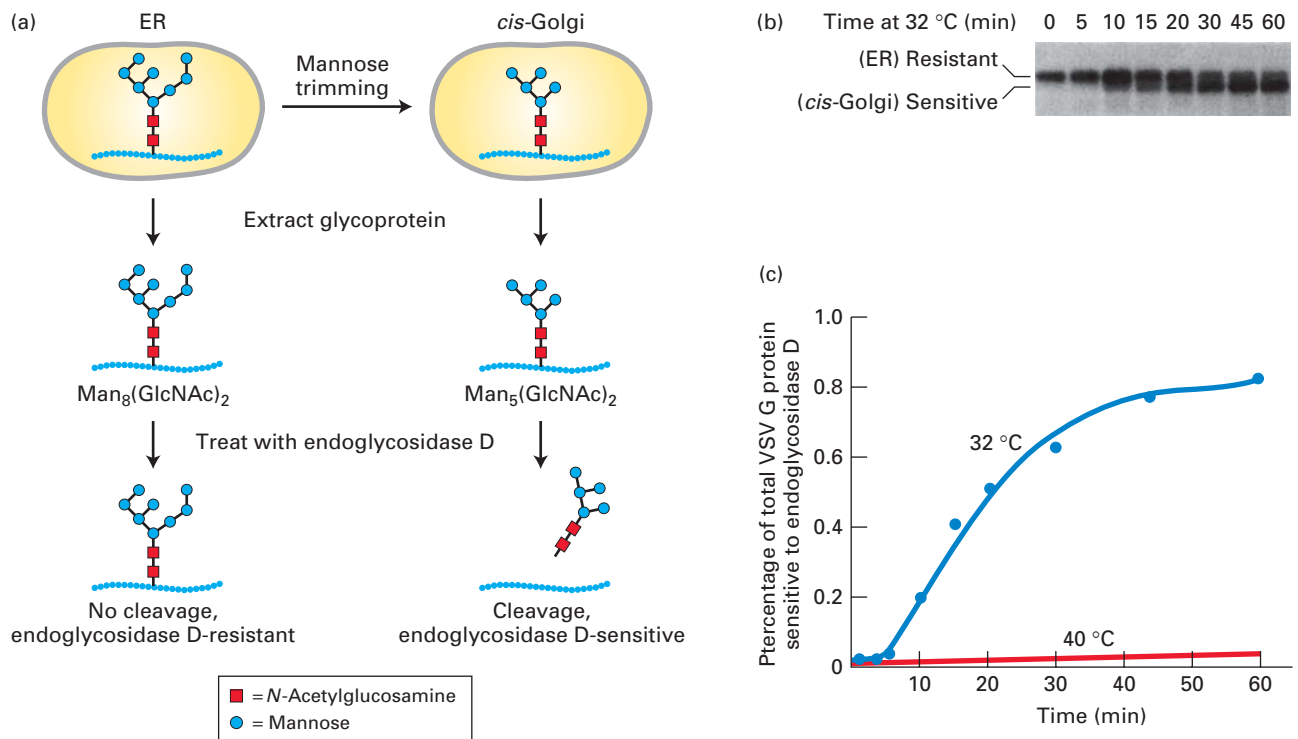 (a)
ER
cis-Golgi
Mannose
trimming
Extract glycoprotein
Man8(GlcNAc)2
Man5(GlcNAc)2
Treat with endoglycosidase D
No cleavage,
endoglycosidase D-resistant
Cleavage,
endoglycosidase D-sensitive
= N-Acetylglucosamine
= Mannose
(b)
Time at 32 °C (min) 0 5 10 15 20 30 45 60
(ER) Resistant
(cis-Golgi) Sensitive
(c)
Ptercentage of total VSV G protein
sensitive to endoglycosidase D
1.0
0.8
0.6
0.4
0.2
0
32 °C
40 °C
10 20 30 40 50 60
Time (min)